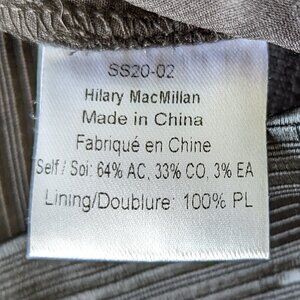 SS20-02
Hilary MacMillan
Made in China
Fabriqué en Chine
Self / Soi: 64% AC, 33% CO, 3% EA
Lining/Doublure: 100% PL